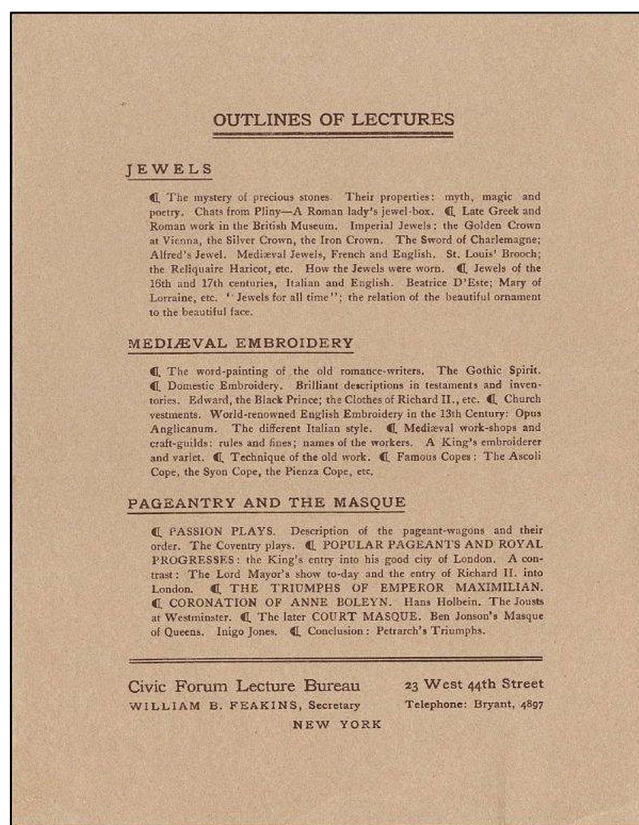 OUTLINES OF LECTURES
JEWELS
¶ The mystery of precious stones. Their properties: myth, magic and
poetry. Chats from Pliny—A Roman lady's jewel-box. ¶ Late Greek and
Roman work in the British Museum. Imperial Jewels: the Golden Crown
at Vienna, the Silver Crown, the Iron Crown. The Sword of Charlemagne;
Alfred's Jewel. Mediæval Jewels, French and English. St. Louis' Brooch;
the Reliquaire Haricot, etc. How the Jewels were worn. ¶ Jewels of the
16th and 17th centuries, Italian and English. Beatrice D'Este; Mary of
Lorraine, etc. "Jewels for all time"; the relation of the beautiful ornament
to the beautiful face.
MEDIÆVAL EMBROIDERY
¶ The word-painting of the old romance-writers. The Gothic Spirit.
¶ Domestic Embroidery. Brilliant descriptions in testaments and inven-
tories. Edward, the Black Prince; the Clothes of Richard II., etc. ¶ Church
vestments. World-renowned English Embroidery in the 13th Century: Opus
Anglicanum. The different Italian style. ¶ Mediæval work-shops and
craft-guilds: rules and fines; names of the workers. A King's embroiderer
and varlet. ¶ Technique of the old work. ¶ Famous Copes: The Ascoli
Cope, the Syon Cope, the Pienza Cope, etc.
PAGEANTRY AND THE MASQUE
¶ PASSION PLAYS. Description of the pageant-wagons and their
order. The Coventry plays. ¶ POPULAR PAGEANTS AND ROYAL
PROGRESSES: the King's entry into his good city of London. A con-
trast: The Lord Mayor's show to-day and the entry of Richard II. into
London. ¶ THE TRIUMPHS OF EMPEROR MAXIMILIAN.
¶ CORONATION OF ANNE BOLEYN. Hans Holbein. The Jousts
at Westminster. ¶ The later COURT MASQUE. Ben Jonson's Masque
of Queens. Inigo Jones. ¶ Conclusion: Petrarch's Triumphs.
Civic Forum Lecture Bureau 23 West 44th Street
WILLIAM B. FEAKINS, Secretary Telephone: Bryant, 4897
NEW YORK